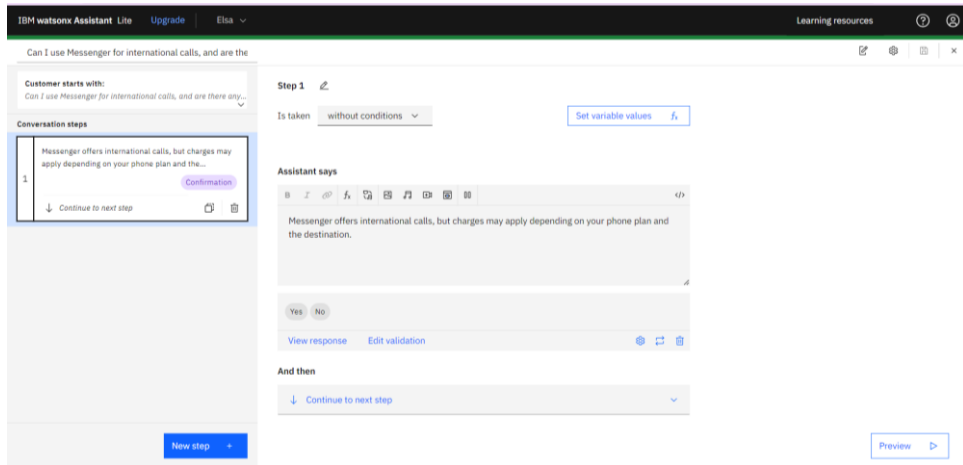 IBM watsonx Assistant Lite Upgrade Elsa Learning resources
Can I use Messenger for international calls, and are the
Customer starts with:
Can I use Messenger for international calls, and are there any...
Conversation steps
1
Messenger offers international calls, but charges may
apply depending on your phone plan and the...
Confirmation
Continue to next step
New step +
Step 1
Is taken without conditions
Set variable values fx
Assistant says
B I fx </>
Messenger offers international calls, but charges may apply depending on your phone plan and
the destination.
Yes No
View response Edit validation
And then
Continue to next step
Preview